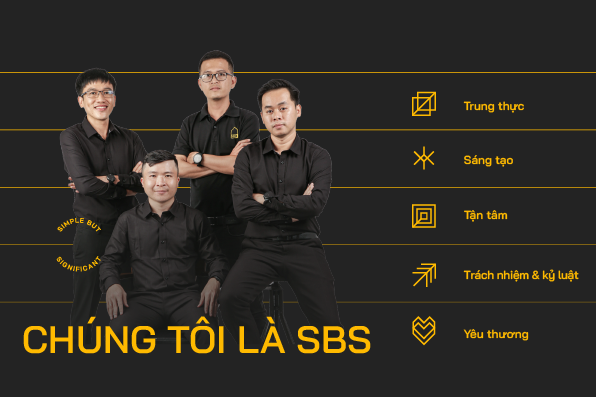 Trung thực
Sáng tạo
Tận tâm
SIMPLE BUT
SIGNIFICANT
Trách nhiệm & kỷ luật
Yêu thương
CHÚNG TÔI LÀ SBS